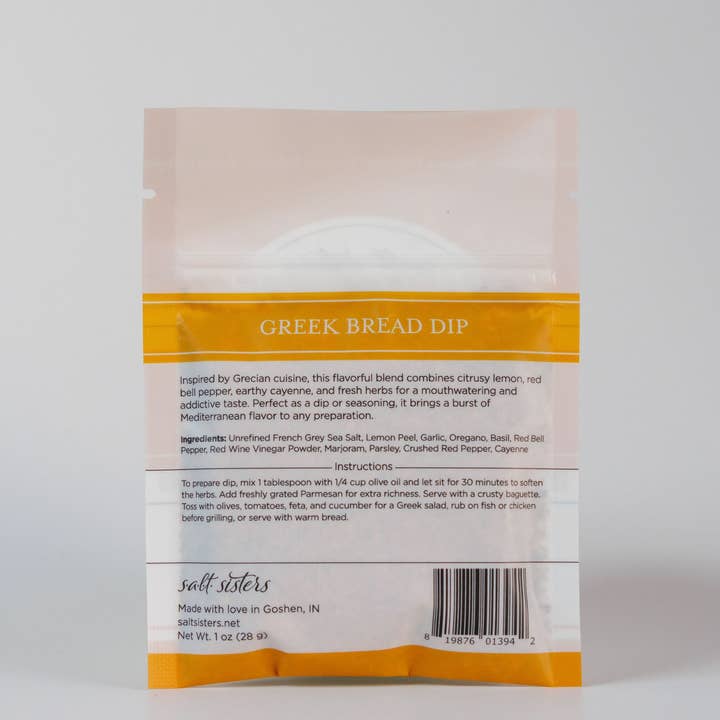 GREEK BREAD DIP
Inspired by Grecian cuisine, this flavorful blend combines citrusy lemon, red
bell pepper, earthy cayenne, and fresh herbs for a mouthwatering and
addictive taste. Perfect as a dip or seasoning, it brings a burst of
Mediterranean flavor to any preparation.
Ingredients: Unrefined French Grey Sea Salt, Lemon Peel, Garlic, Oregano, Basil, Red Bell
Pepper, Red Wine Vinegar Powder, Marjoram, Parsley, Crushed Red Pepper, Cayenne
Instructions
To prepare dip, mix 1 tablespoon with 1/4 cup olive oil and let sit for 30 minutes to soften
the herbs. Add freshly grated Parmesan for extra richness. Serve with a crusty baguette.
Toss with olives, tomatoes, feta, and cucumber for a Greek salad, rub on fish or chicken
before grilling, or serve with warm bread.
salt. sisters
Made with love in Goshen, IN
saltsisters.net
Net Wt. 1 oz (28 g)
8 19876 01394 2